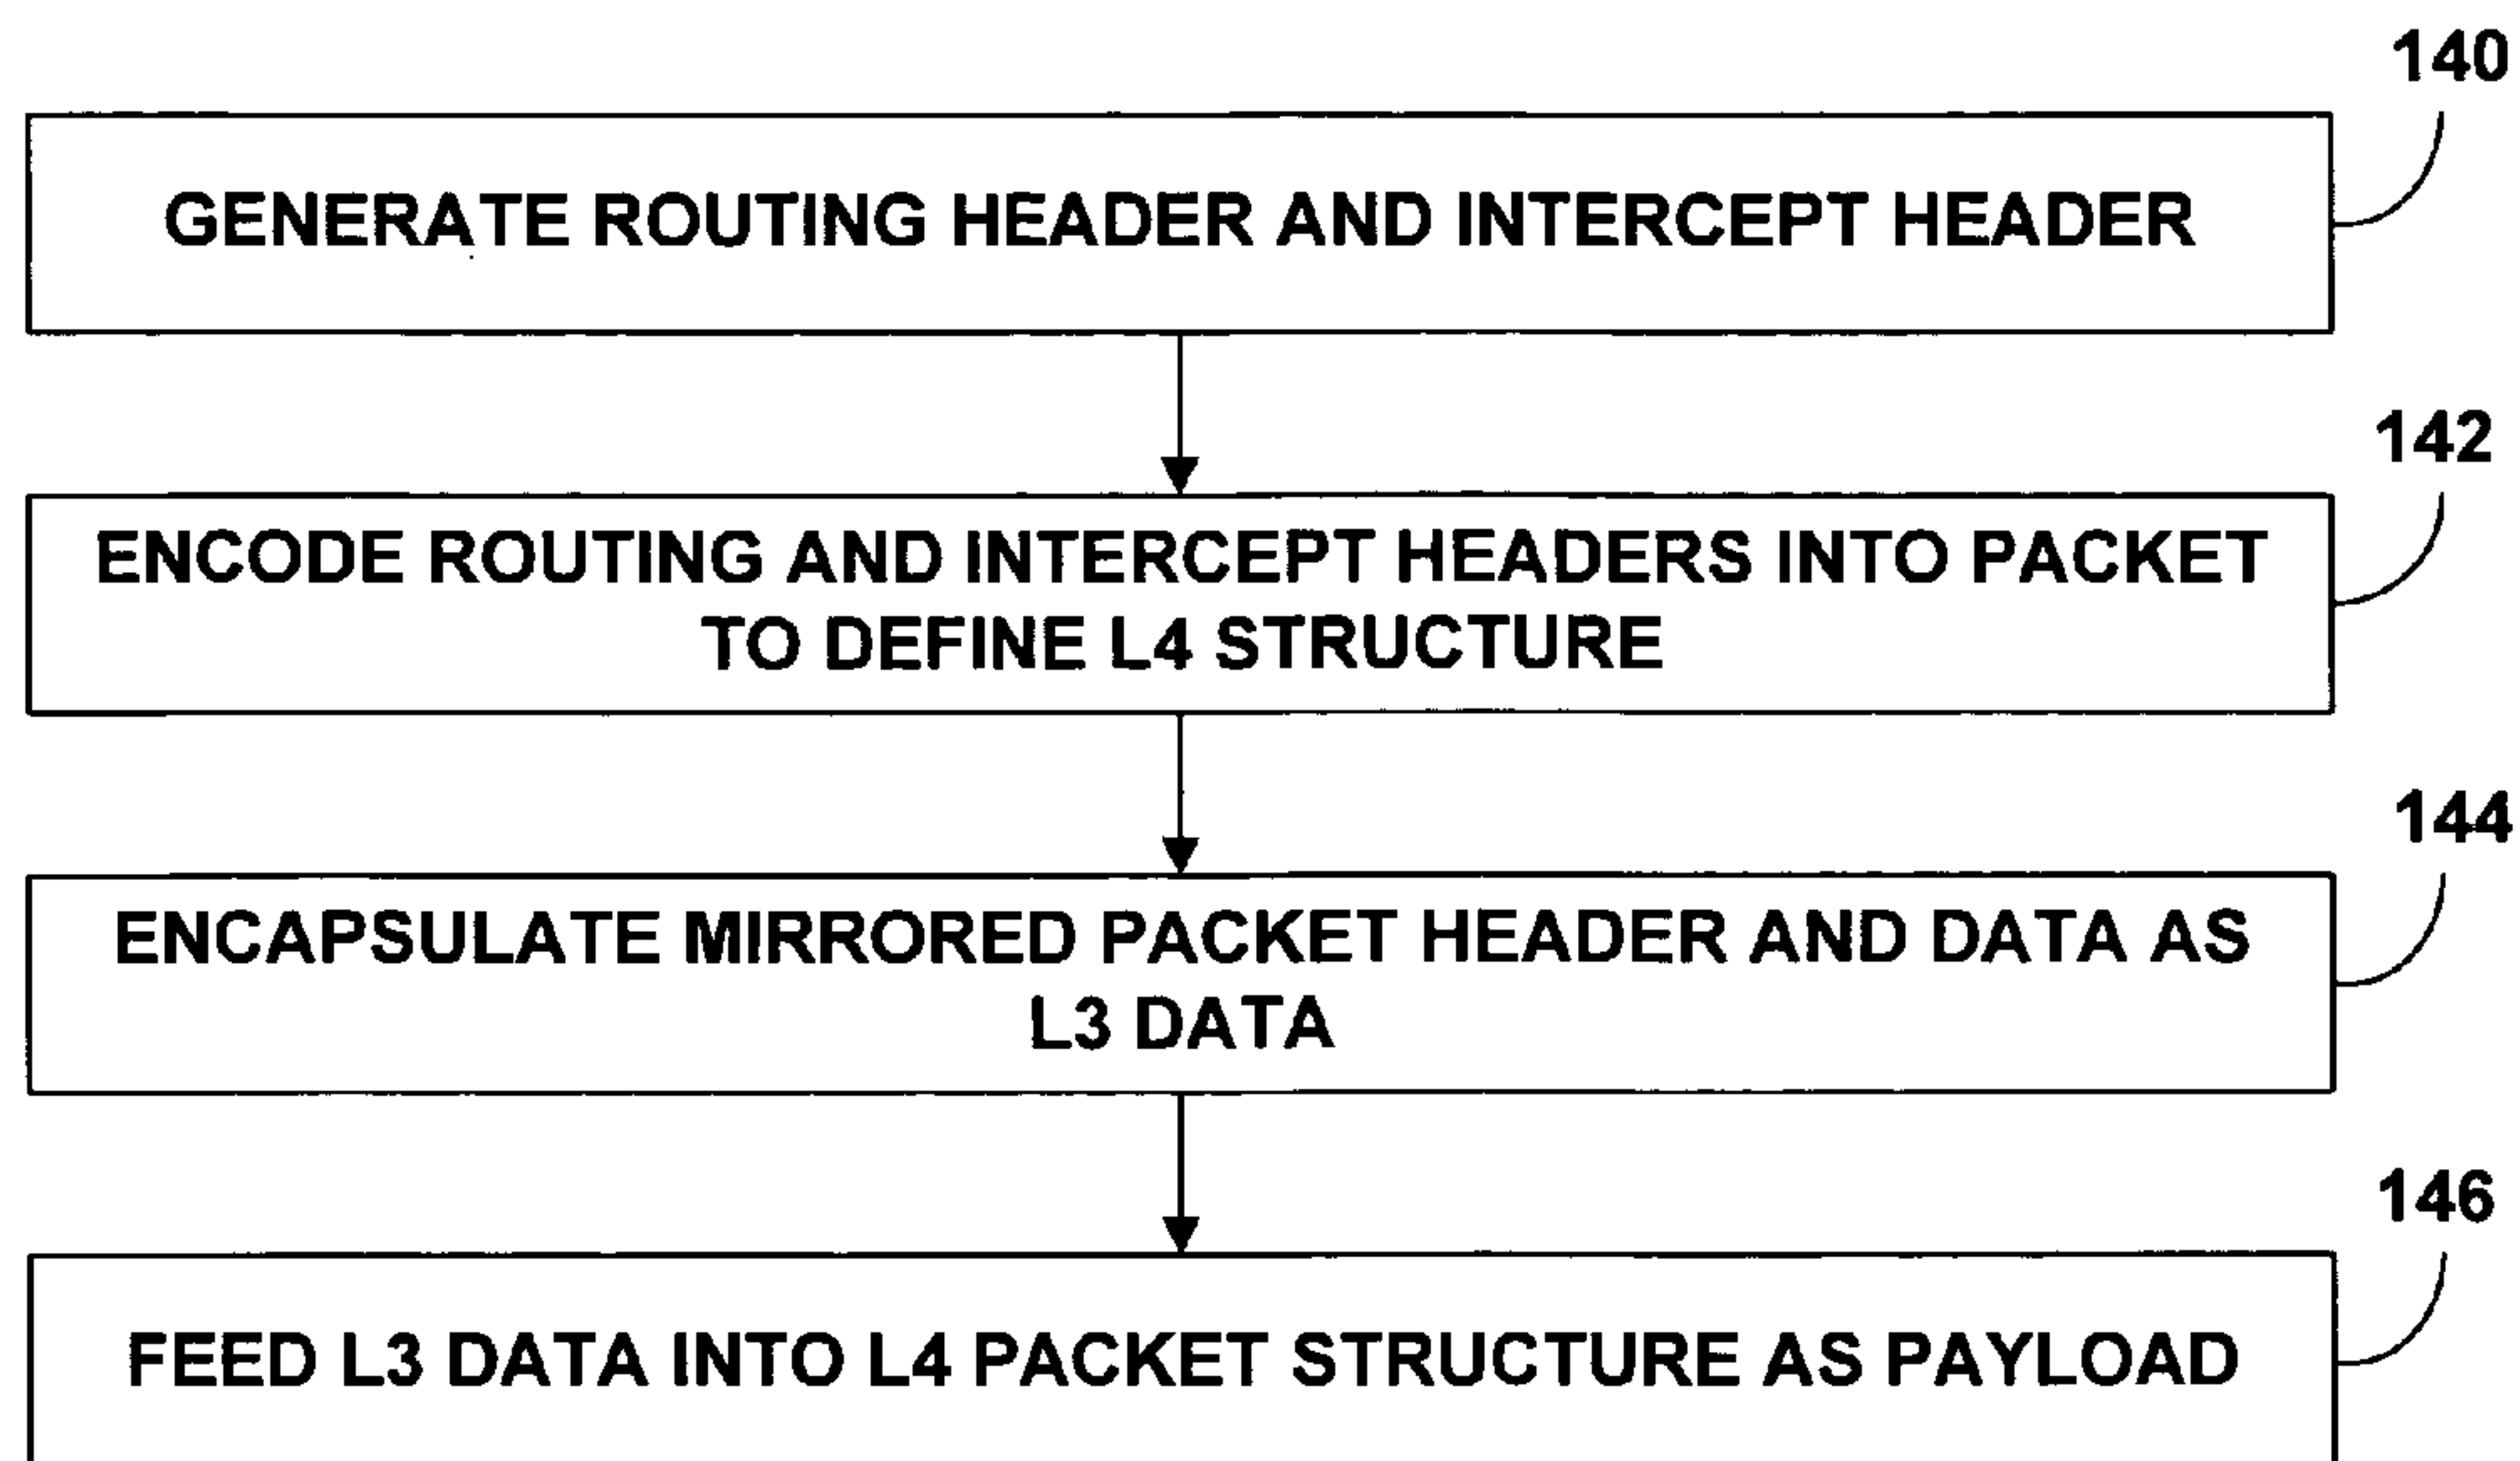 140
GENERATE ROUTING HEADER AND INTERCEPT HEADER
142
ENCODE ROUTING AND INTERCEPT HEADERS INTO PACKET
TO DEFINE L4 STRUCTURE
144
ENCAPSULATE MIRRORED PACKET HEADER AND DATA AS
L3 DATA
146
FEED L3 DATA INTO L4 PACKET STRUCTURE AS PAYLOAD